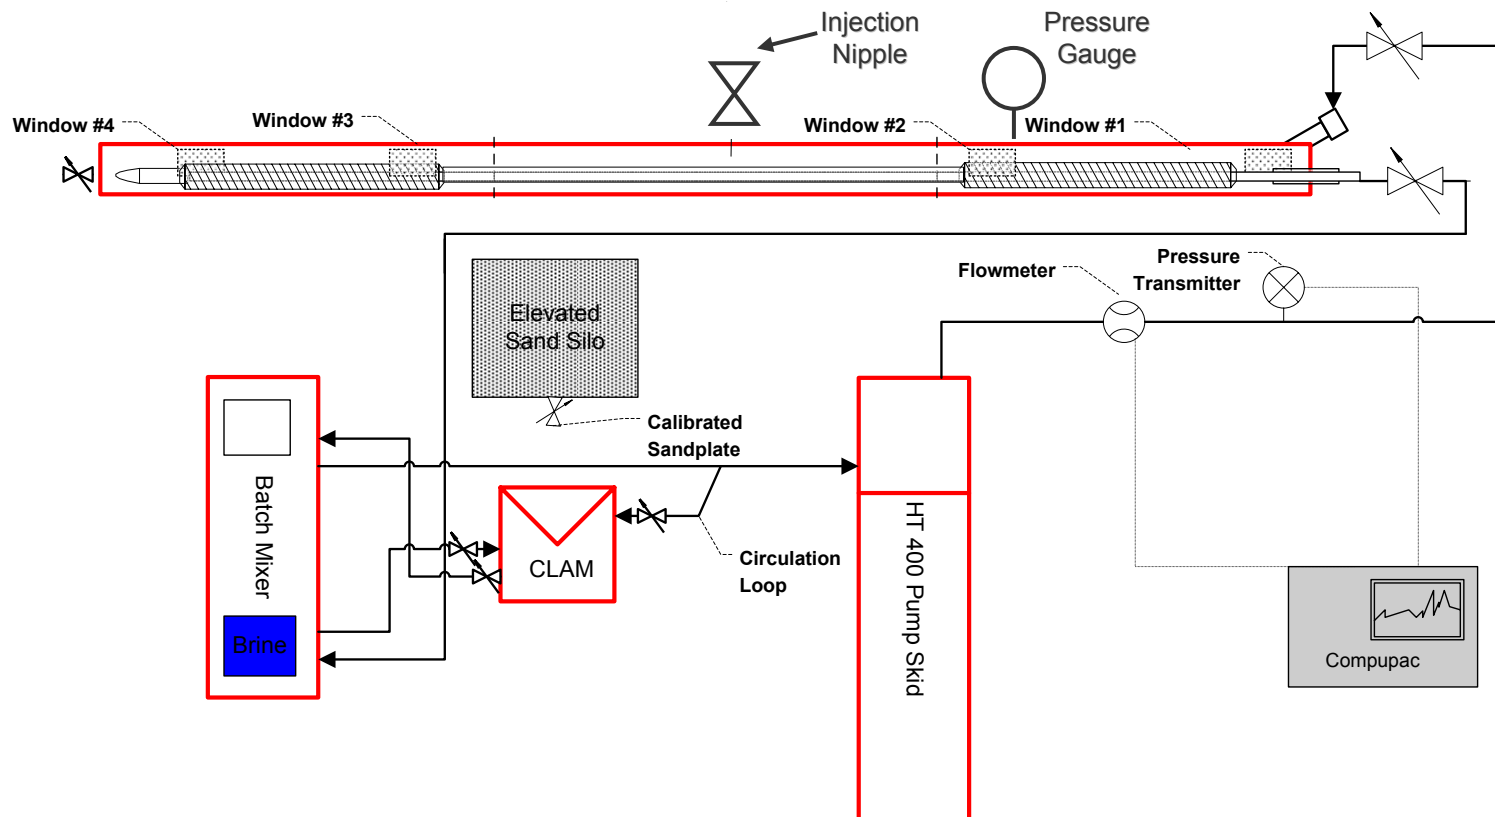 Injection
Nipple
Pressure
Gauge
Window #4
Window #3
Window #2
Window #1
Elevated
Sand Silo
Flowmeter
Pressure
Transmitter
Calibrated
Sandplate
Batch Mixer
Brine
CLAM
Circulation
Loop
HT 400 Pump Skid
Compupac